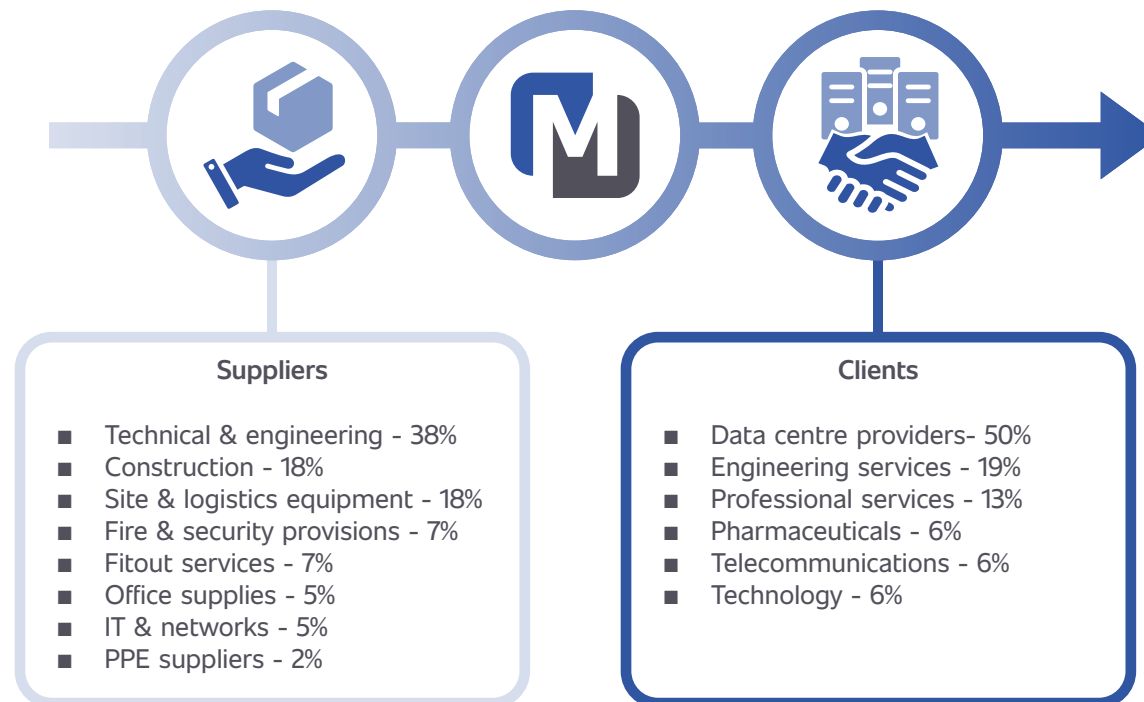 M
Suppliers
■ Technical & engineering - 38%
■ Construction - 18%
■ Site & logistics equipment - 18%
■ Fire & security provisions - 7%
■ Fitout services - 7%
■ Office supplies - 5%
■ IT & networks - 5%
■ PPE suppliers - 2%
Clients
■ Data centre providers- 50%
■ Engineering services - 19%
■ Professional services - 13%
■ Pharmaceuticals - 6%
■ Telecommunications - 6%
■ Technology - 6%